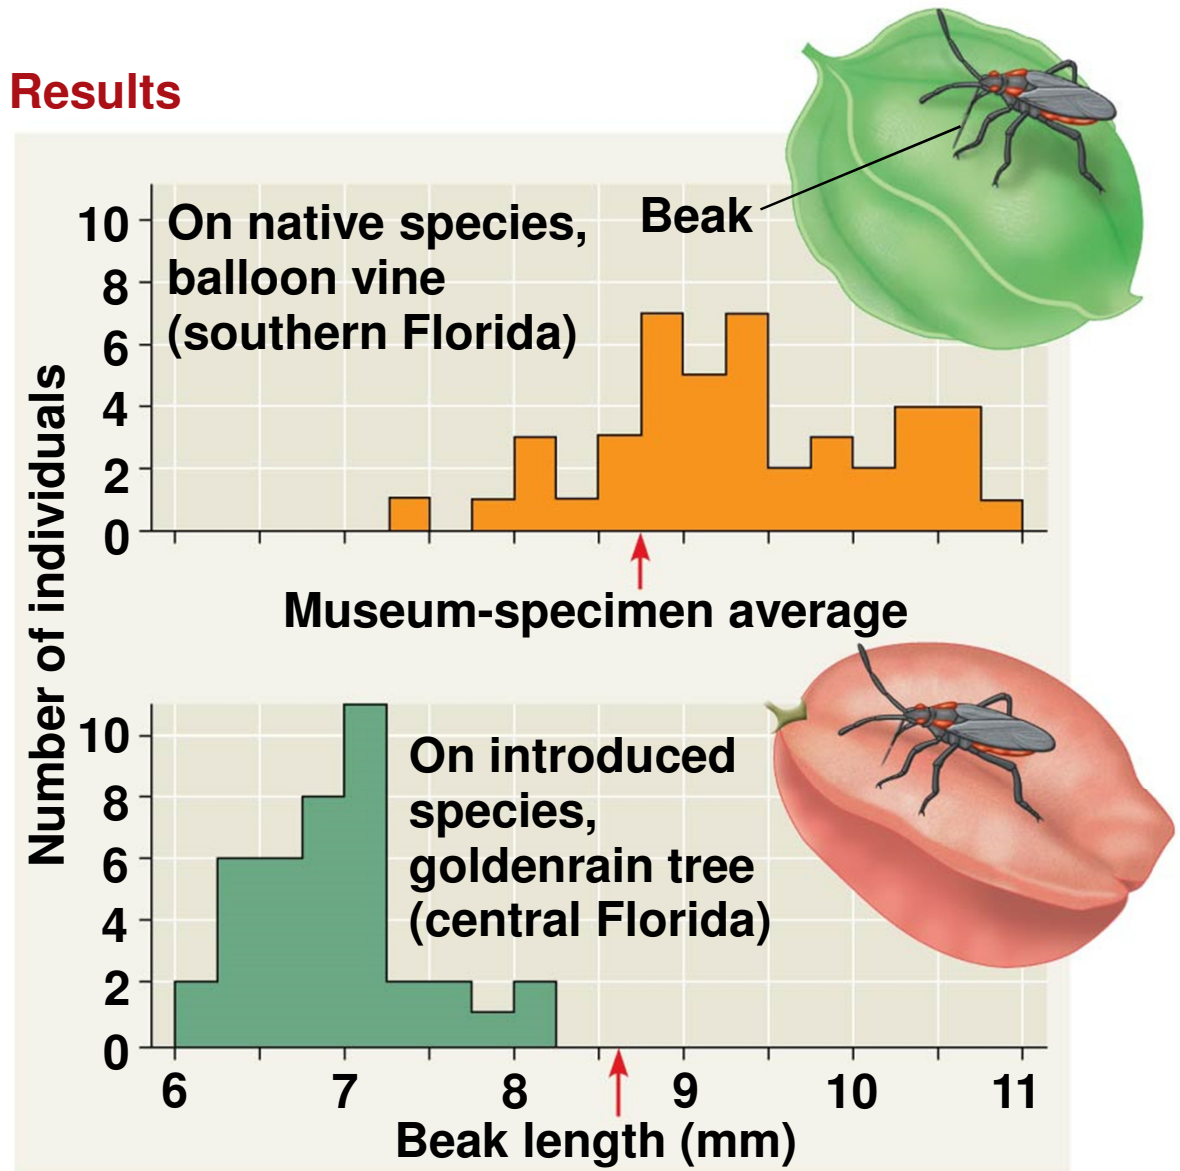 Results
10
8
6
4
2
0
On native species,
balloon vine
(southern Florida)
Beak
Museum-specimen average
Number of individuals
10
8
6
4
2
0
On introduced
species,
goldenrain tree
(central Florida)
6 7 8 9 10 11
Beak length (mm)